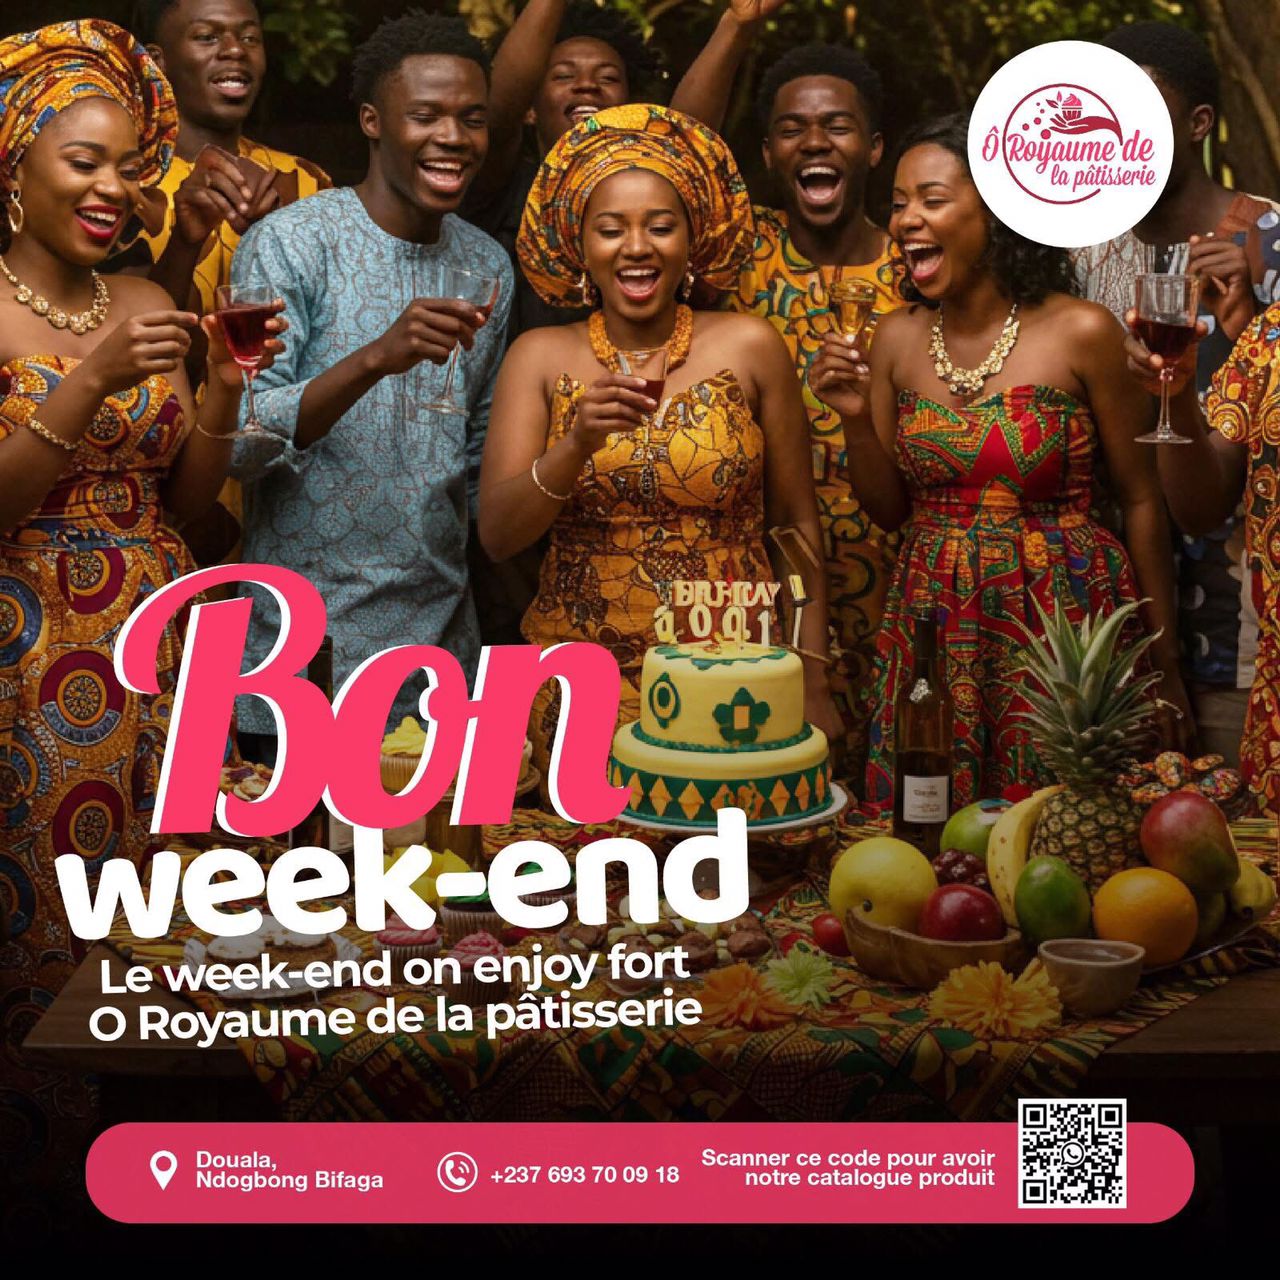 Ô Royaume de
la pâtisserie
Bon
week-end
Le week-end on enjoy fort
O Royaume de la pâtisserie
Douala,
Ndogbong Bifaga
+237 693 70 09 18
Scanner ce code pour avoir
notre catalogue produit